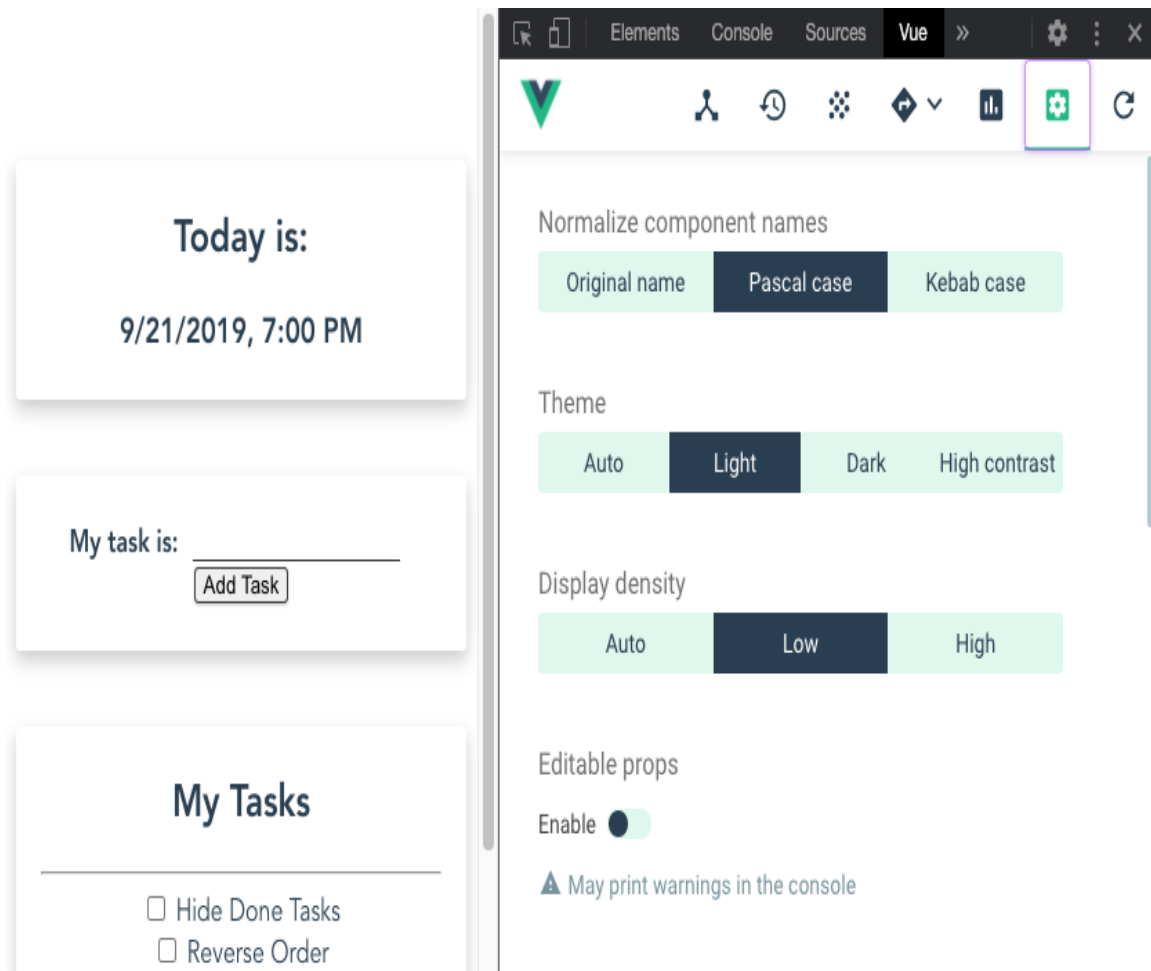 Today is:
9/21/2019, 7:00 PM
My task is:
Add Task
My Tasks
Hide Done Tasks
Reverse Order
Elements Console Sources Vue »
Normalize component names
Original name Pascal case Kebab case
Theme
Auto Light Dark High contrast
Display density
Auto Low High
Editable props
Enable
May print warnings in the console